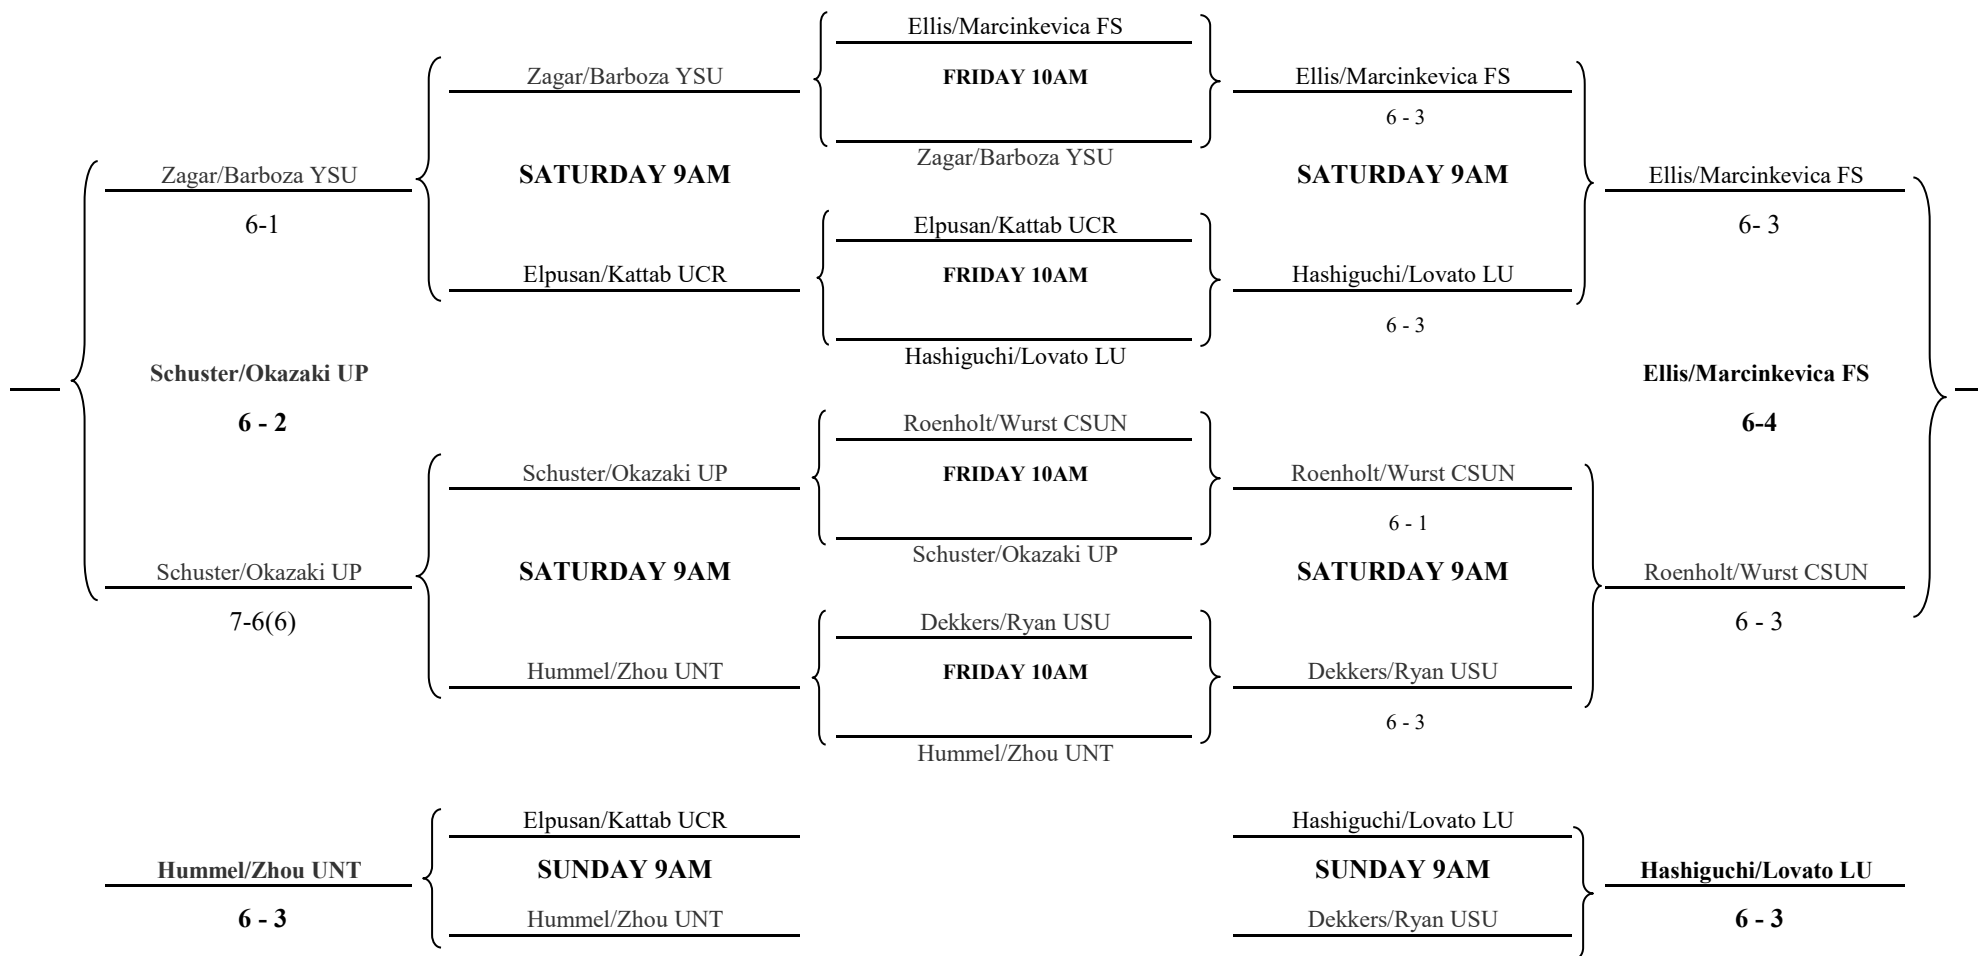 Ellis/Marcinkevica FS
Zagar/Barboza YSU
FRIDAY 10AM
Ellis/Marcinkevica FS
6 - 3
Zagar/Barboza YSU
Zagar/Barboza YSU
SATURDAY 9AM
SATURDAY 9AM
Ellis/Marcinkevica FS
6-1
Elpusan/Kattab UCR
6- 3
Elpusan/Kattab UCR
FRIDAY 10AM
Hashiguchi/Lovato LU
6 - 3
Hashiguchi/Lovato LU
Schuster/Okazaki UP
Ellis/Marcinkevica FS
6 - 2
Roenholt/Wurst CSUN
6-4
Schuster/Okazaki UP
FRIDAY 10AM
Roenholt/Wurst CSUN
6 - 1
Schuster/Okazaki UP
Schuster/Okazaki UP
SATURDAY 9AM
SATURDAY 9AM
Roenholt/Wurst CSUN
7-6(6)
Dekkers/Ryan USU
6 - 3
Hummel/Zhou UNT
FRIDAY 10AM
Dekkers/Ryan USU
6 - 3
Hummel/Zhou UNT
Elpusan/Kattab UCR
Hashiguchi/Lovato LU
Hummel/Zhou UNT
SUNDAY 9AM
SUNDAY 9AM
Hashiguchi/Lovato LU
6 - 3
Hummel/Zhou UNT
Dekkers/Ryan USU
6 - 3